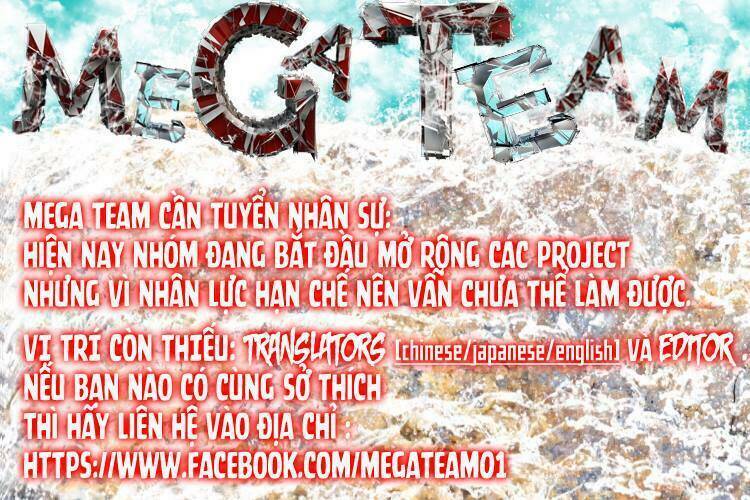 MEGA TEAM
MEGA TEAM CẦN TUYỂN NHÂN SỰ:
HIỆN NAY NHÓM ĐANG BẮT ĐẦU MỞ RỘNG CÁC PROJECT
NHƯNG VÌ NHÂN LỰC HẠN CHẾ NÊN VẪN CHƯA THỂ LÀM ĐƯỢC.
VỊ TRÍ CÒN THIẾU: TRANSLATORS [chinese/japanese/english] VÀ EDITOR
NẾU BẠN NÀO CÓ CÙNG SỞ THÍCH
THÌ HÃY LIÊN HỆ VÀO ĐỊA CHỈ :
HTTPS://WWW.FACEBOOK.COM/MEGATEAM01